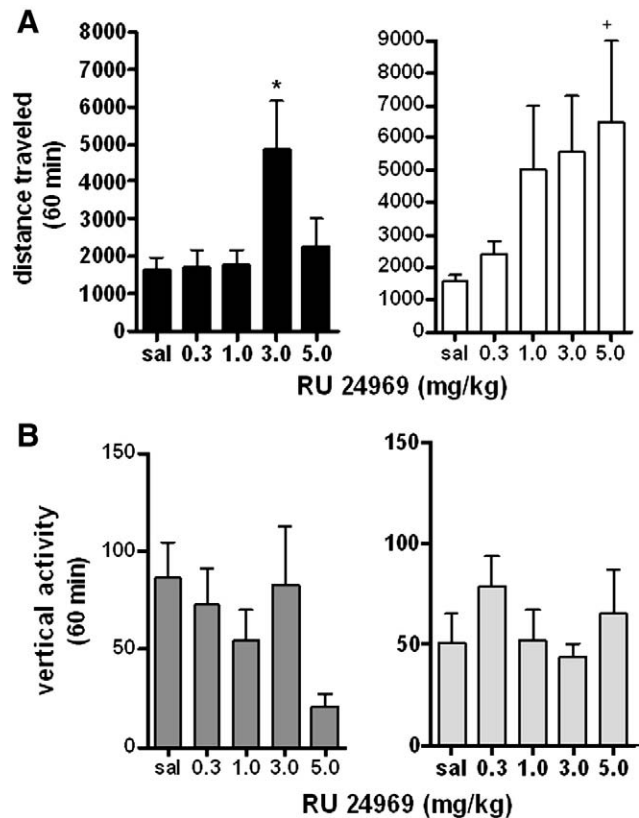 A
distance traveled
(60 min)
8000
7000
6000
5000
4000
3000
2000
1000
0
*
sal 0.3 1.0 3.0 5.0
9000
8000
7000
6000
5000
4000
3000
2000
1000
0
+
sal 0.3 1.0 3.0 5.0
RU 24969 (mg/kg)
B
vertical activity
(60 min)
150
100
50
0
sal 0.3 1.0 3.0 5.0
150
100
50
0
sal 0.3 1.0 3.0 5.0
RU 24969 (mg/kg)